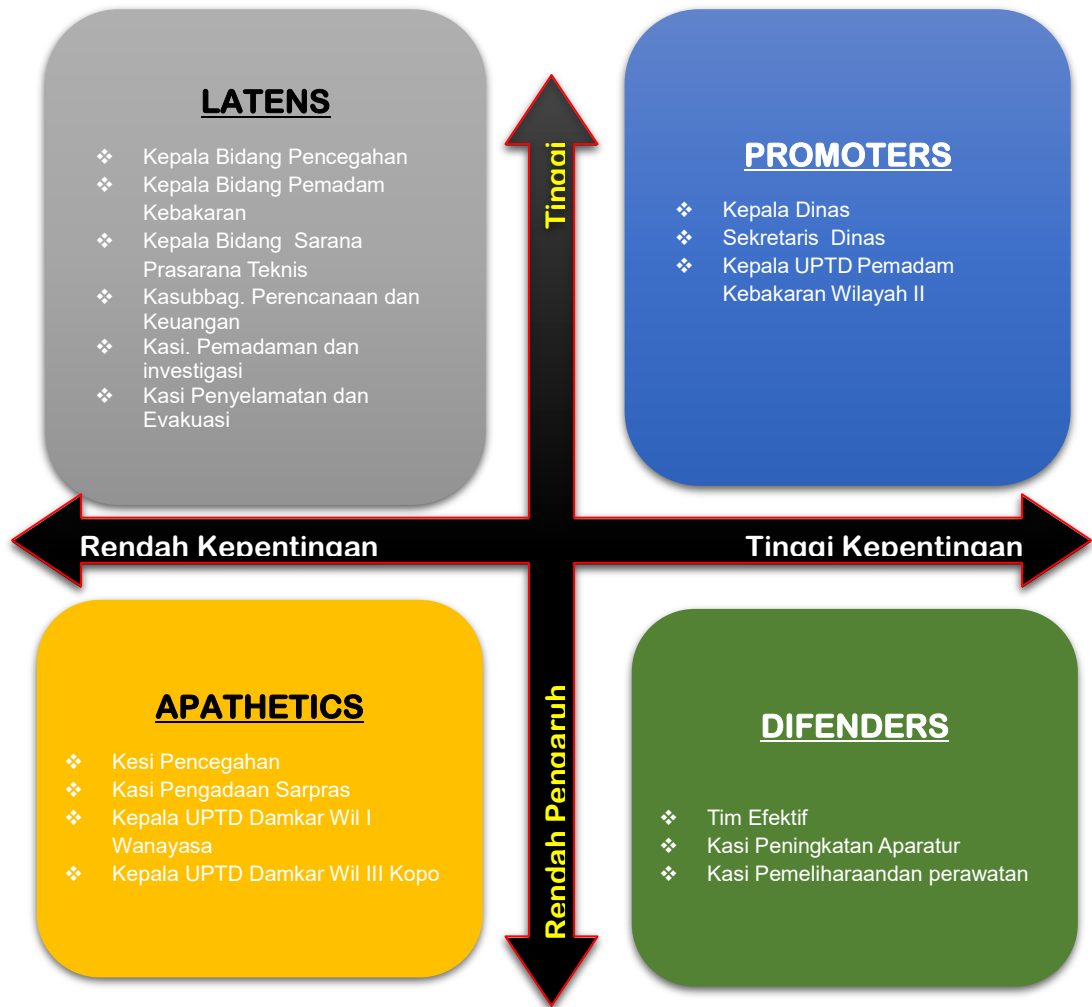 LATENS
❖ Kepala Bidang Pencegahan
❖ Kepala Bidang Pemadam
Kebakaran
❖ Kepala Bidang Sarana
Prasarana Teknis
❖ Kasubbag. Perencanaan dan
Keuangan
❖ Kasi. Pemadaman dan
investigasi
❖ Kasi Penyelamatan dan
Evakuasi
Tinggi
PROMOTERS
❖ Kepala Dinas
❖ Sekretaris Dinas
❖ Kepala UPTD Pemadam
Kebakaran Wilayah II
Rendah Kepentingan
Tinggi Kepentingan
APATHETICS
❖ Kesi Pencegahan
❖ Kasi Pengadaan Sarpras
❖ Kepala UPTD Damkar Wil I
Wanayasa
❖ Kepala UPTD Damkar Wil III Kopo
Rendah Pengaruh
DIFENDERS
❖ Tim Efektif
❖ Kasi Peningkatan Aparatur
❖ Kasi Pemeliharaandan perawatan